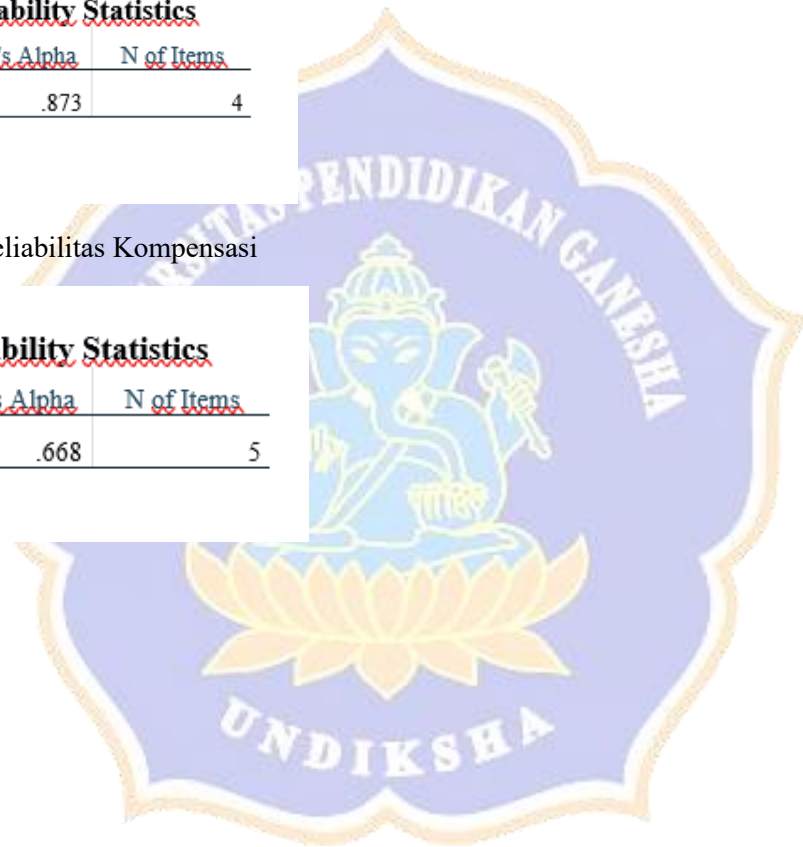 ability Statistics
s Alpha N of Items
.873 4
RSITAS PENDIDIKAN GANESHA
eliabilitas Kompensasi
bility Statistics
s Alpha N of Items
.668 5
UNDIKSHA